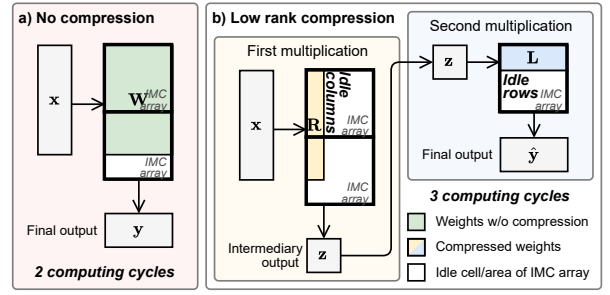 a) No compression
x
W
IMC
array
IMC
array
Final output
y
2 computing cycles
b) Low rank compression
First multiplication
x
R
Idle
columns
IMC
array
IMC
array
Intermediary
output
z
Second multiplication
z
L
Idle
rows
IMC
array
Final output
ŷ
3 computing cycles
Weights w/o compression
Compressed weights
Idle cell/area of IMC array